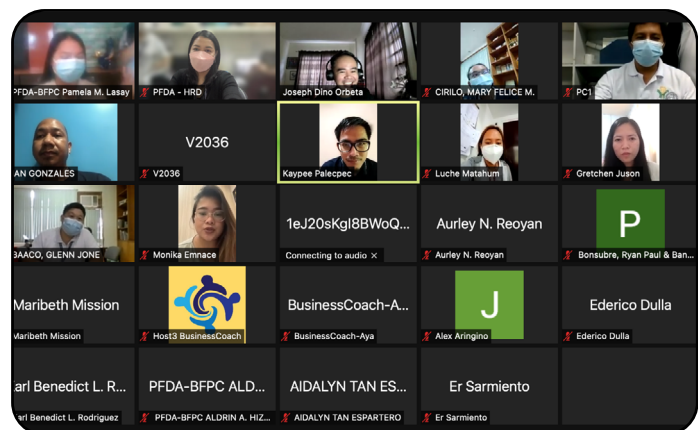 PFDA-BFPC Pamela M. Lasay
PFDA - HRD
Joseph Dino Orbeta
CIRILO, MARY FELICE M.
PC1
AN GONZALES
V2036
V2036
Kaypee Palecpec
Luche Matahum
Gretchen Juson
BAACO, GLENN JONE
Monika Emnace
1eJ20sKgI8BWoQ...
Connecting to audio ×
Aurley N. Reoyan
Aurley N. Reoyan
P
Bonsubre, Ryan Paul & Ban...
Maribeth Mission
Maribeth Mission
Host3 BusinessCoach
BusinessCoach-A...
BusinessCoach-Aya
J
Alex Aringino
Ederico Dulla
Ederico Dulla
arl Benedict L. R...
arl Benedict L. Rodriguez
PFDA-BFPC ALD...
PFDA-BFPC ALDRIN A. HIZ...
AIDALYN TAN ES...
AIDALYN TAN ESPARTERO
Er Sarmiento
Er Sarmiento